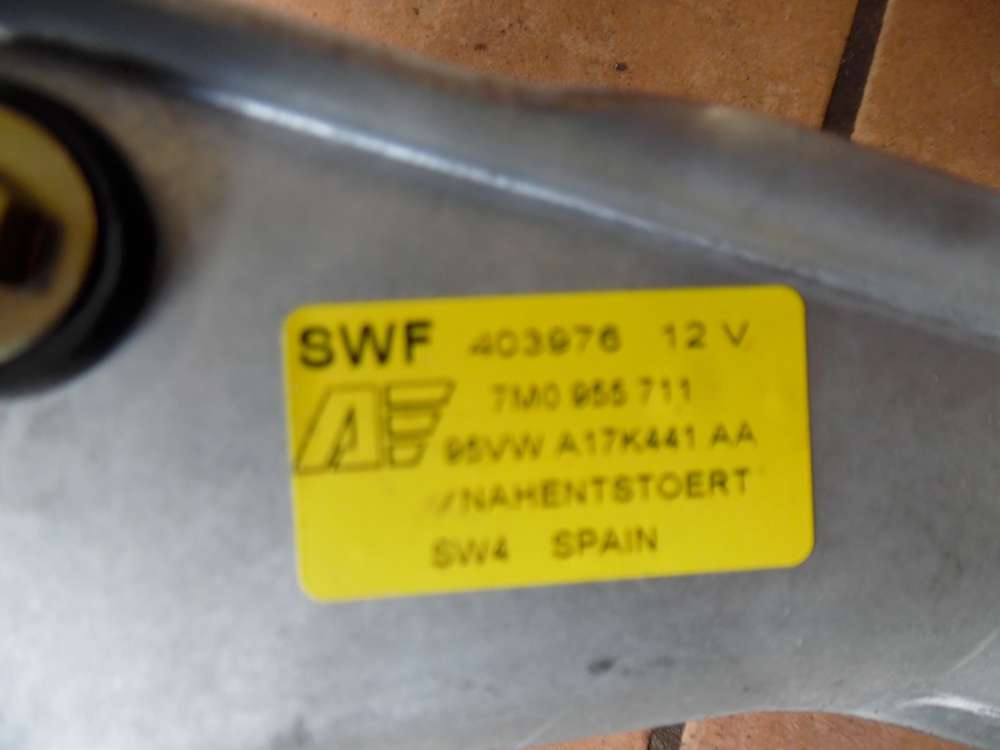 SWF 403976 12 V
7M0 955 711
95VW A17K441 AA
NAHENTSTOERT
SW4 SPAIN